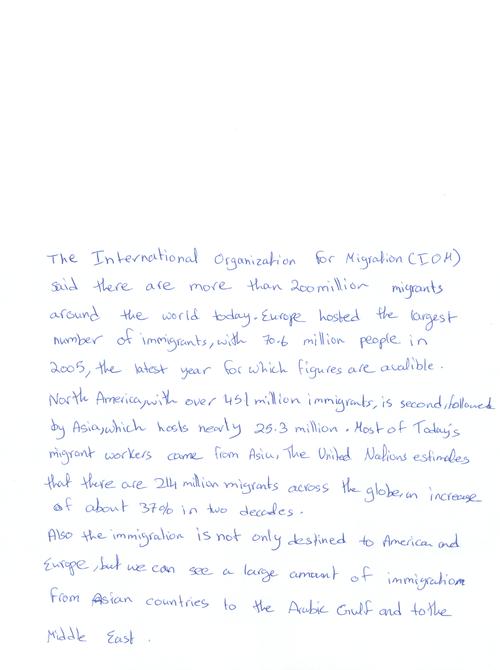 The International Organization for Migration (IOM)
said there are more than 200 million migrants
around the world today. Europe hosted the largest
number of immigrants, with 70.6 million people in
2005, the latest year for which figures are avalible.
North America, with over 451 million immigrants, is second, followed
by Asia, which hosts nearly 25.3 million. Most of Today's
migrant workers came from Asia, The United Nations estimates
that there are 214 million migrants across the globe, an increase
of about 37% in two decades.
Also the immigration is not only destined to American and
Europe, but we can see a large amount of immigration
from Asian countries to the Arabic Gulf and to the
Middle East.